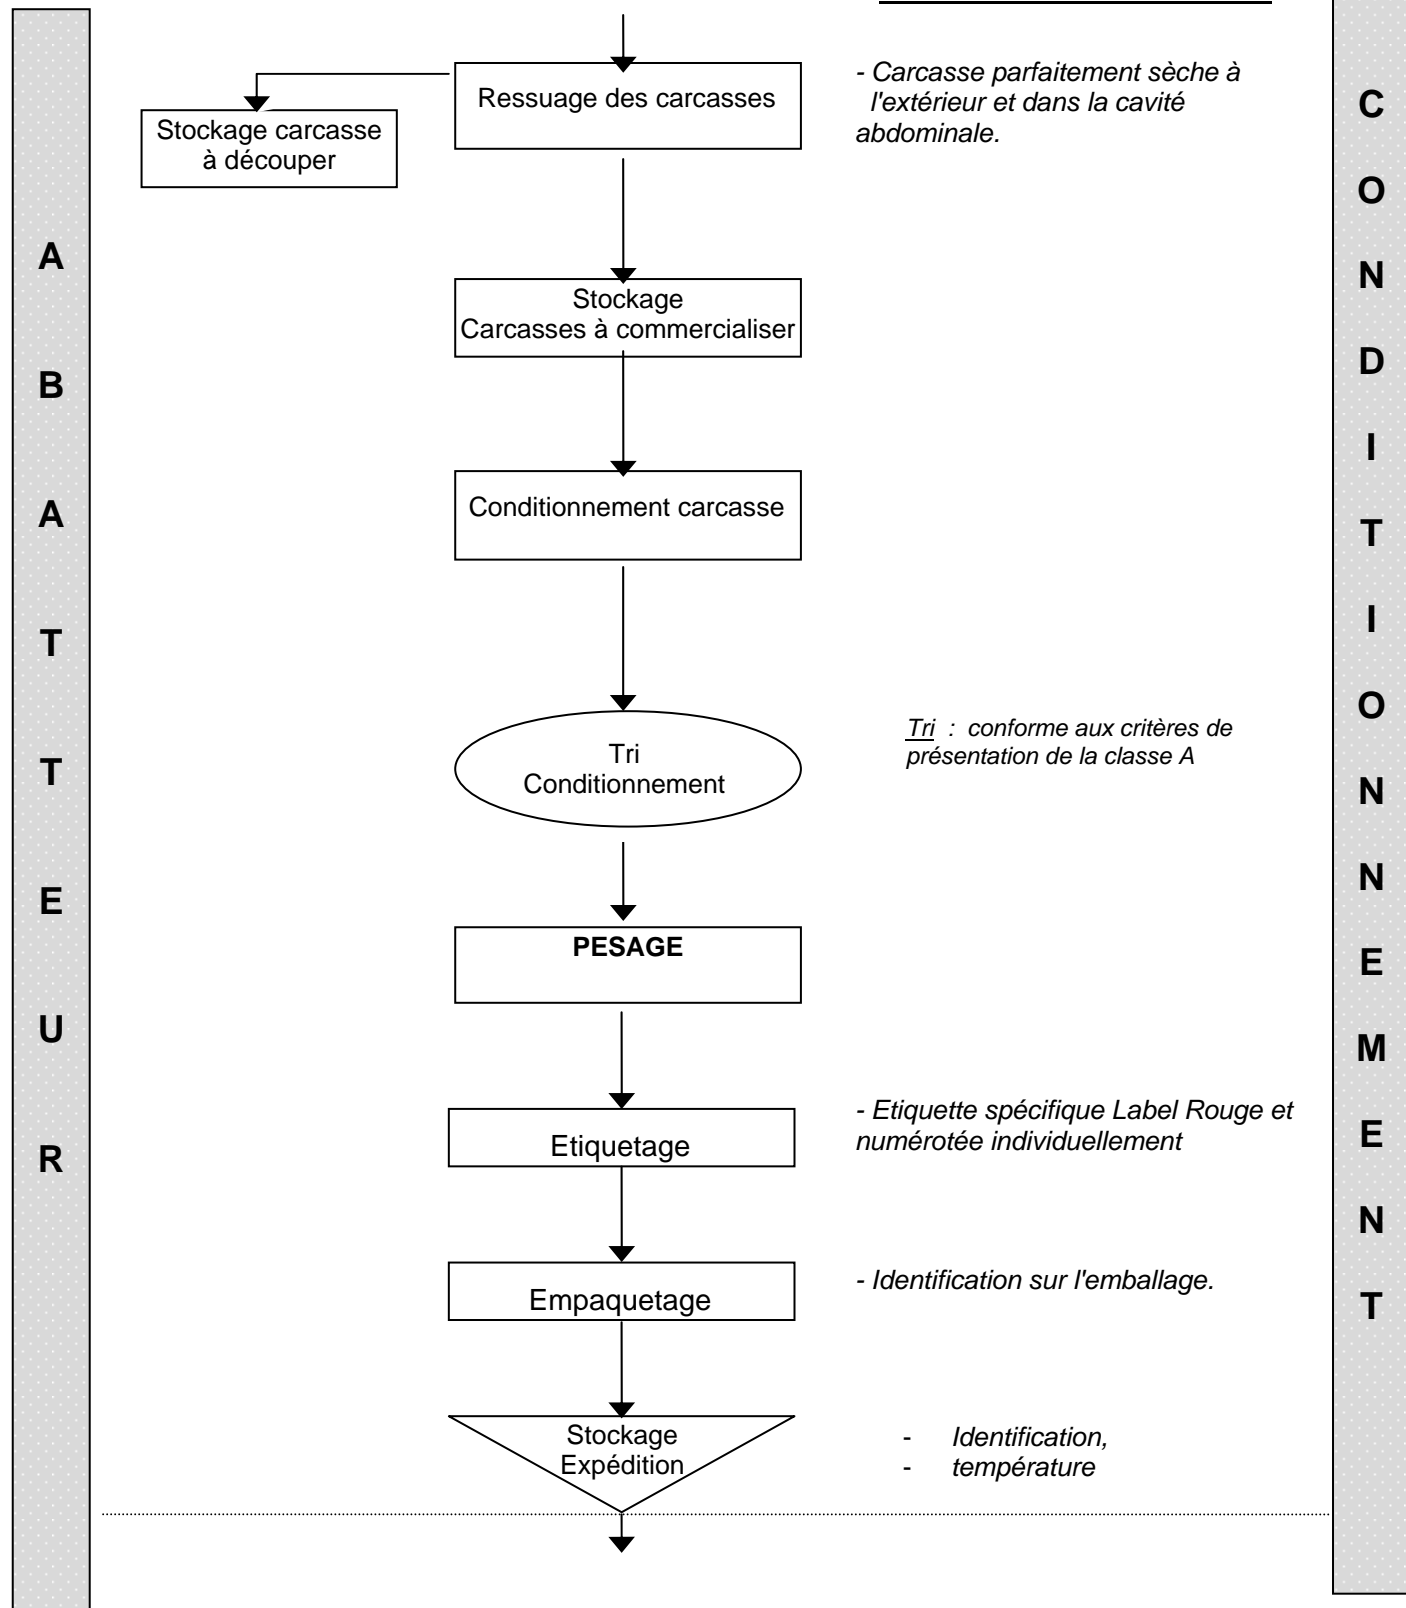 ABATTEUR
Ressuage des carcasses
- Carcasse parfaitement sèche à
l'extérieur et dans la cavité
abdominale.
Stockage carcasse
à découper
Stockage
Carcasses à commercialiser
Conditionnement carcasse
Tri
Conditionnement
Tri : conforme aux critères de
présentation de la classe A
PESAGE
Etiquetage
- Etiquette spécifique Label Rouge et
numérotée individuellement
Empaquetage
- Identification sur l'emballage.
Stockage
Expédition
- Identification,
- température
CONDITIONNEMENT